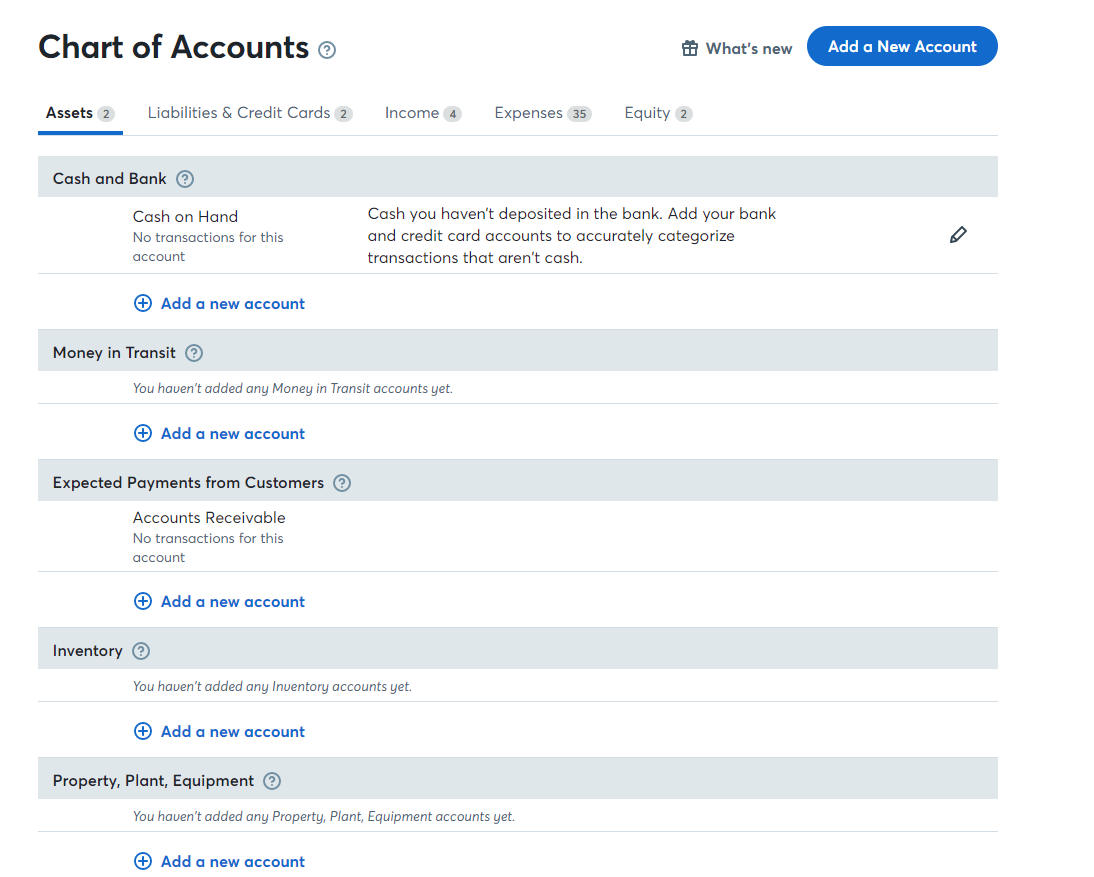 Chart of Accounts ?
What's new
Add a New Account
Assets 2
Liabilities & Credit Cards 2
Income 4
Expenses 35
Equity 2
Cash and Bank ?
Cash on Hand
No transactions for this
account
Cash you haven't deposited in the bank. Add your bank
and credit card accounts to accurately categorize
transactions that aren't cash.
Add a new account
Money in Transit ?
You haven't added any Money in Transit accounts yet.
Add a new account
Expected Payments from Customers ?
Accounts Receivable
No transactions for this
account
Add a new account
Inventory ?
You haven't added any Inventory accounts yet.
Add a new account
Property, Plant, Equipment ?
You haven't added any Property, Plant, Equipment accounts yet.
Add a new account